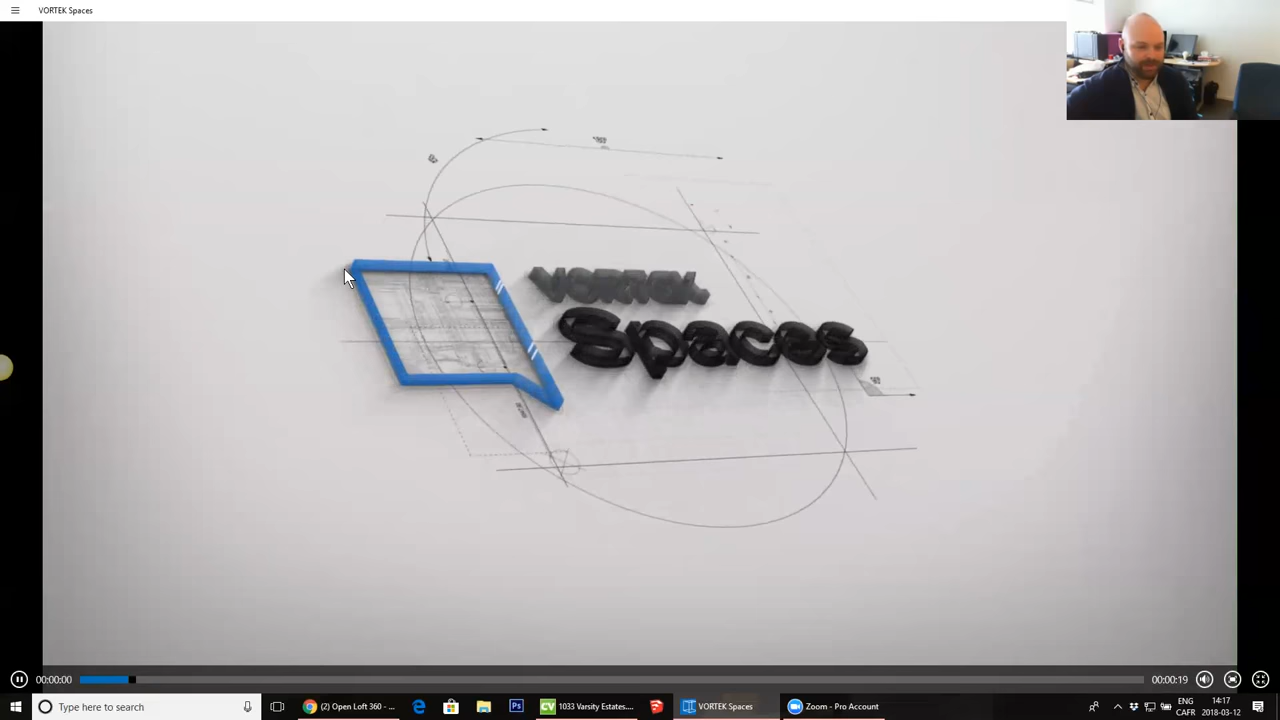 VORTEK Spaces
VORTEK
Spaces
00:00:00
00:00:19
Type here to search
(2) Open Loft 360 - ...
CV
1033 Varsity Estates....
VORTEK Spaces
Zoom - Pro Account
ENG
CAFR
14:17
2018-03-12